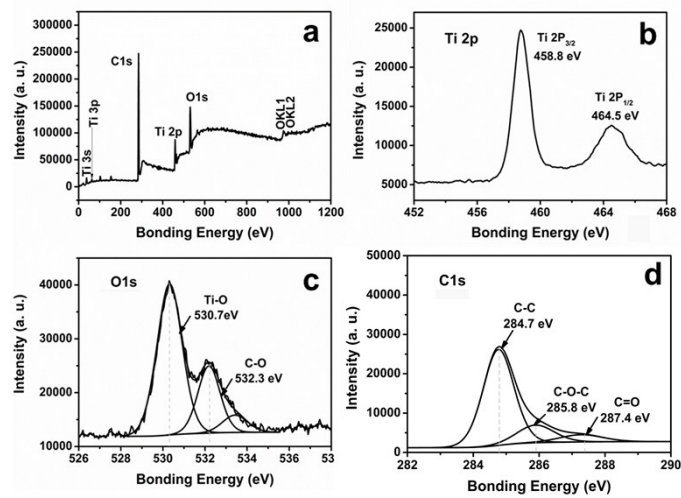 a
Intensity (a. u.)
300000
250000
200000
150000
100000
50000
0
C1s
O1s
Ti 2p
Ti 3p
Ti 3s
OKL1
OKL2
0 200 400 600 800 1000 1200
Bonding Energy (eV)
b
Intensity (a. u.)
25000
20000
15000
10000
5000
Ti 2p
Ti 2P3/2
458.8 eV
Ti 2P1/2
464.5 eV
452 456 460 464 468
Bonding Energy (eV)
c
Intensity (a. u.)
40000
30000
20000
10000
O1s
Ti-O
530.7eV
C-O
532.3 eV
526 528 530 532 534 536 53
Bonding Energy (eV)
d
Intensity (a. u.)
50000
40000
30000
20000
10000
0
C1s
C-C
284.7 eV
C-O-C
285.8 eV
C=O
287.4 eV
282 284 286 288 290
Bonding Energy (eV)